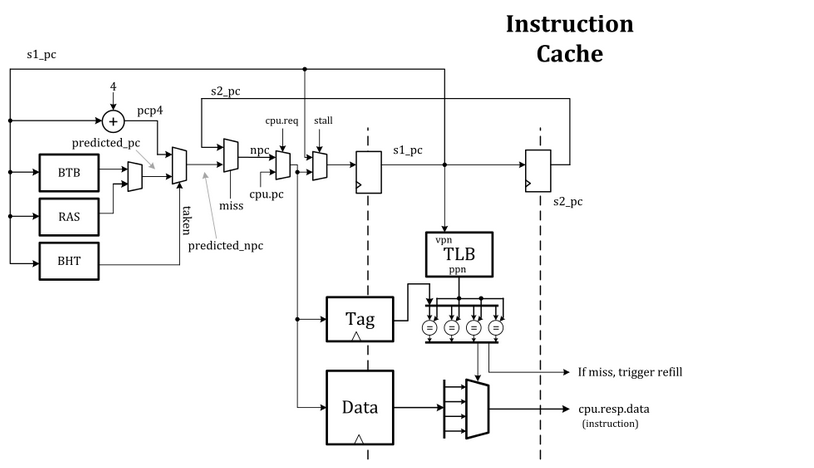 Instruction
Cache
s1_pc
s2_pc
4
pcp4
cpu.req
stall
+
predicted_pc
npc
s1_pc
BTB
cpu.pc
miss
s2_pc
RAS
taken
predicted_npc
vpn
TLB
ppn
BHT
Tag
= = = =
If miss, trigger refill
Data
cpu.resp.data
(instruction)